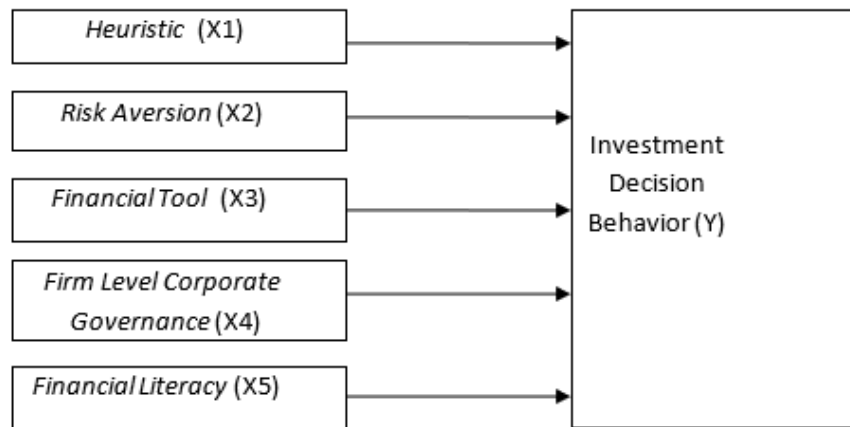 Heuristic (X1)
Risk Aversion (X2)
Financial Tool (X3)
Firm Level Corporate
Governance (X4)
Financial Literacy (X5)
Investment
Decision
Behavior (Y)